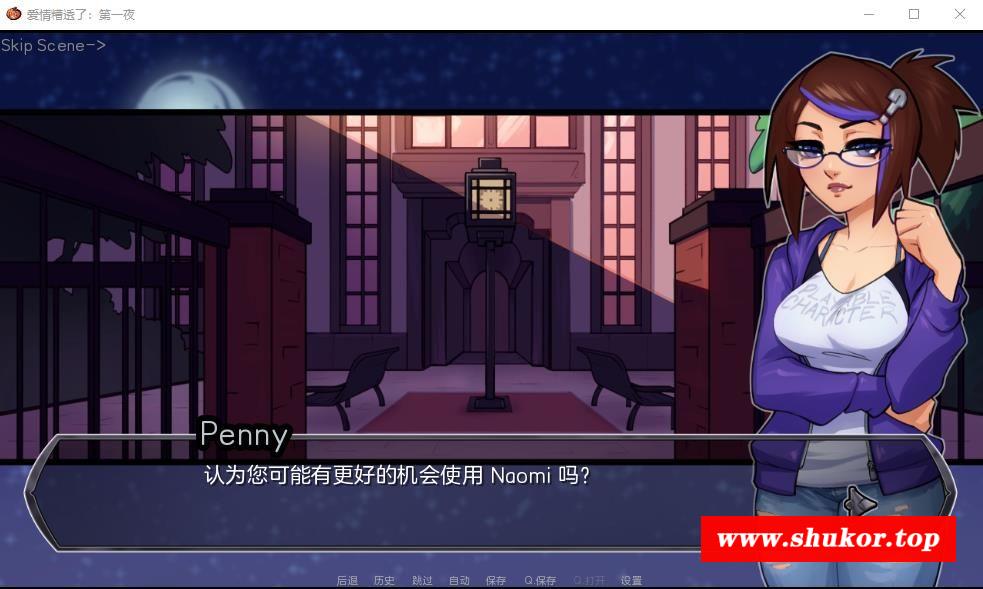 爱情糟透了：第一夜
Skip Scene->
PLAYABLE
CHARACTER
Penny
认为您可能有更好的机会使用 Naomi 吗?
www.shukor.top
后退 历史 跳过 自动 保存 Q.保存 Q.打开 设置